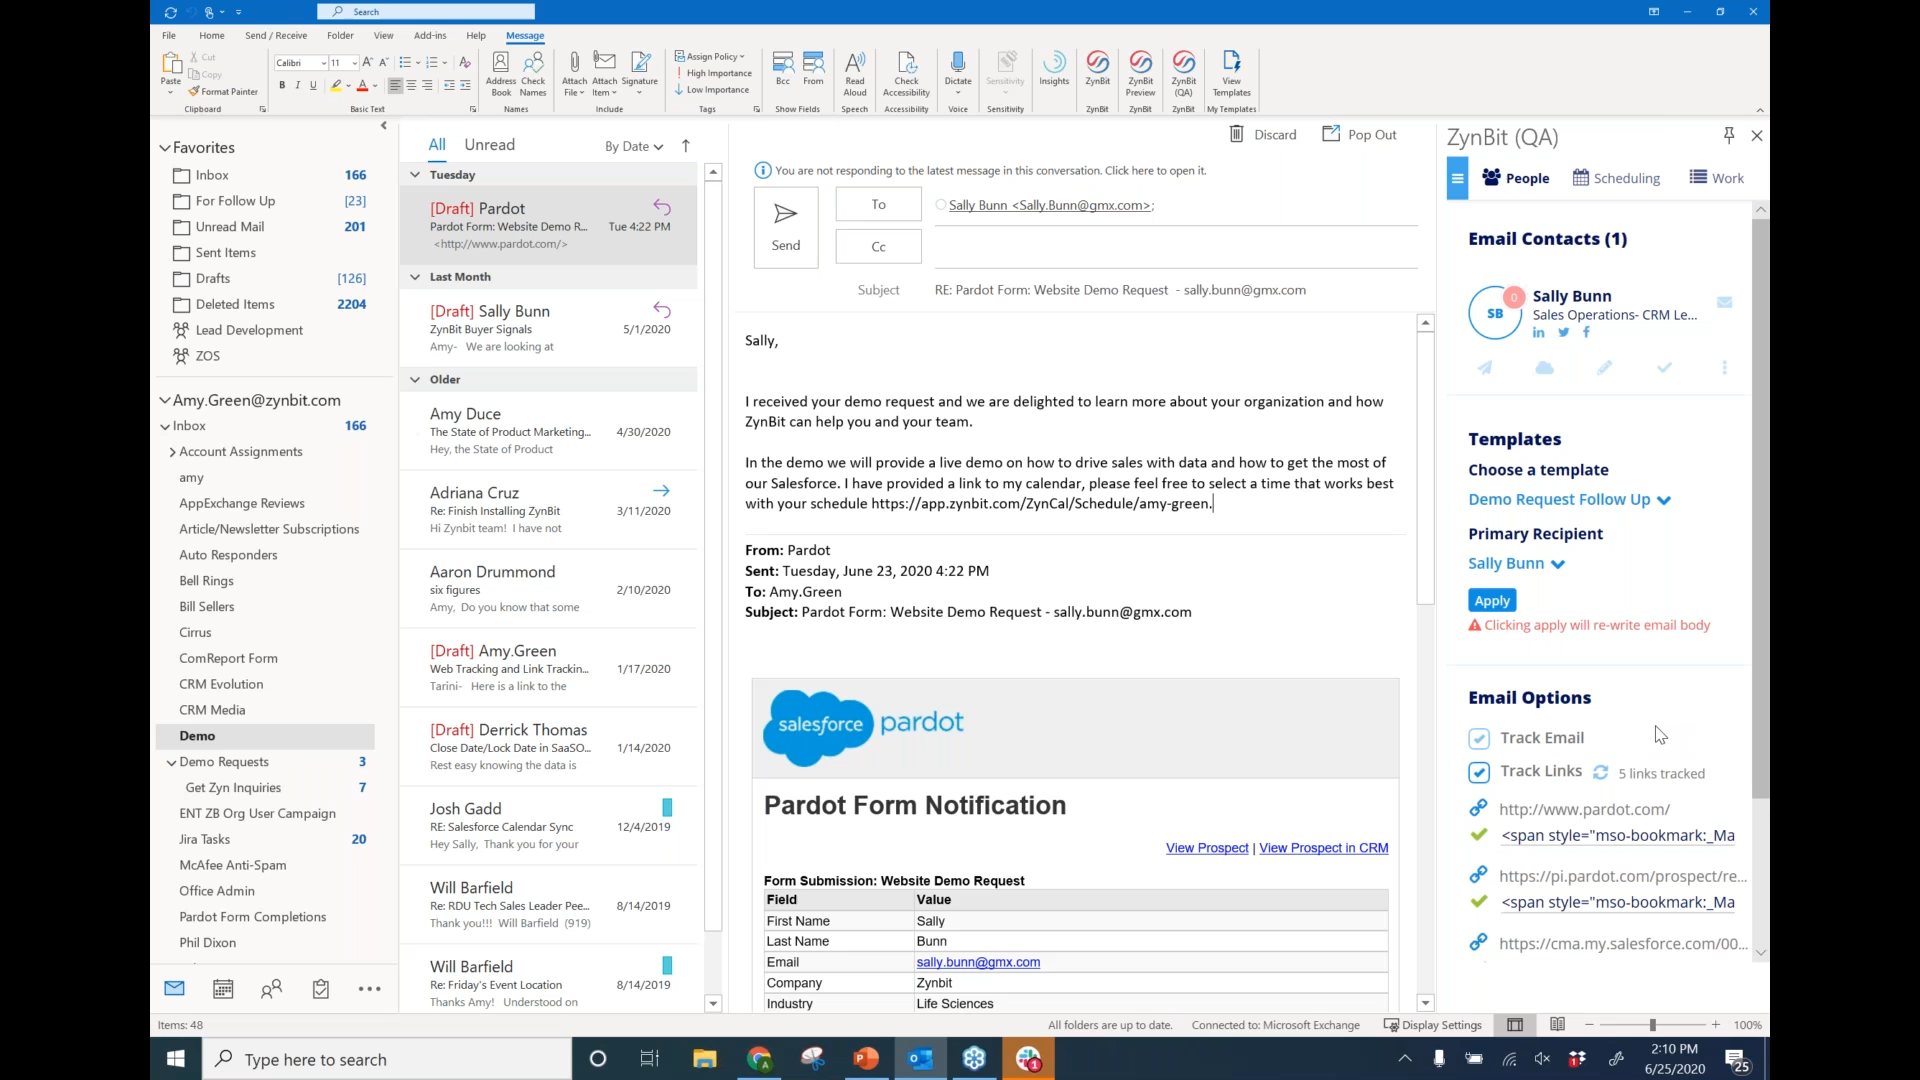 Search
File Home Send / Receive Folder View Add-ins Help Message
Paste
Cut
Copy
Format Painter
Clipboard
Calibri 11
B I U
Basic Text
Address Book
Check Names
Names
Attach File
Attach Item
Signature
Include
Assign Policy
High Importance
Low Importance
Tags
Bcc
From
Show Fields
Read Aloud
Speech
Check Accessibility
Accessibility
Dictate
Voice
Sensitivity
Sensitivity
Insights
ZynBit
ZynBit
ZynBit Preview
ZynBit
ZynBit (QA)
ZynBit
View Templates
My Templates
Favorites
Inbox 166
For Follow Up [23]
Unread Mail 201
Sent Items
Drafts [126]
Deleted Items 2204
Lead Development
ZOS
Amy.Green@zynbit.com
Inbox 166
Account Assignments
amy
AppExchange Reviews
Article/Newsletter Subscriptions
Auto Responders
Bell Rings
Bill Sellers
Cirrus
ComReport Form
CRM Evolution
CRM Media
Demo
Demo Requests 3
Get Zyn Inquiries 7
ENT ZB Org User Campaign
Jira Tasks 20
McAfee Anti-Spam
Office Admin
Pardot Form Completions
Phil Dixon
All Unread By Date
Tuesday
[Draft] Pardot
Pardot Form: Website Demo R... Tue 4:22 PM
<http://www.pardot.com/>
Last Month
[Draft] Sally Bunn
ZynBit Buyer Signals 5/1/2020
Amy- We are looking at
Older
Amy Duce
The State of Product Marketing... 4/30/2020
Hey, the State of Product
Adriana Cruz
Re: Finish Installing ZynBit 3/11/2020
Hi Zynbit team! I have not
Aaron Drummond
six figures 2/10/2020
Amy, Do you know that some
[Draft] Amy.Green
Web Tracking and Link Trackin... 1/17/2020
Tarini- Here is a link to the
[Draft] Derrick Thomas
Close Date/Lock Date in SaaSO... 1/14/2020
Rest easy knowing the data is
Josh Gadd
RE: Salesforce Calendar Sync 12/4/2019
Hey Sally, Thank you for your
Will Barfield
Re: RDU Tech Sales Leader Pee... 8/14/2019
Thank you!!! Will Barfield (919)
Will Barfield
Re: Friday's Event Location 8/14/2019
Thanks Amy! Understood on
Discard Pop Out
You are not responding to the latest message in this conversation. Click here to open it.
Send
To Sally Bunn <Sally.Bunn@gmx.com>;
Cc
Subject RE: Pardot Form: Website Demo Request - sally.bunn@gmx.com
Sally,
I received your demo request and we are delighted to learn more about your organization and how
ZynBit can help you and your team.
In the demo we will provide a live demo on how to drive sales with data and how to get the most of
our Salesforce. I have provided a link to my calendar, please feel free to select a time that works best
with your schedule https://app.zynbit.com/ZynCal/Schedule/amy-green.
From: Pardot
Sent: Tuesday, June 23, 2020 4:22 PM
To: Amy.Green
Subject: Pardot Form: Website Demo Request - sally.bunn@gmx.com
salesforce pardot
Pardot Form Notification
View Prospect | View Prospect in CRM
Form Submission: Website Demo Request
Field Value
First Name Sally
Last Name Bunn
Email sally.bunn@gmx.com
Company Zynbit
Industry Life Sciences
ZynBit (QA)
People Scheduling Work
Email Contacts (1)
SB 0
Sally Bunn
Sales Operations- CRM Le...
Templates
Choose a template
Demo Request Follow Up
Primary Recipient
Sally Bunn
Apply
Clicking apply will re-write email body
Email Options
Track Email
Track Links 5 links tracked
http://www.pardot.com/
<span style="mso-bookmark:_Ma
https://pi.pardot.com/prospect/re...
<span style="mso-bookmark:_Ma
https://cma.my.salesforce.com/00...
Items: 48 All folders are up to date. Connected to: Microsoft Exchange Display Settings 100%
Type here to search
2:10 PM
6/25/2020
25